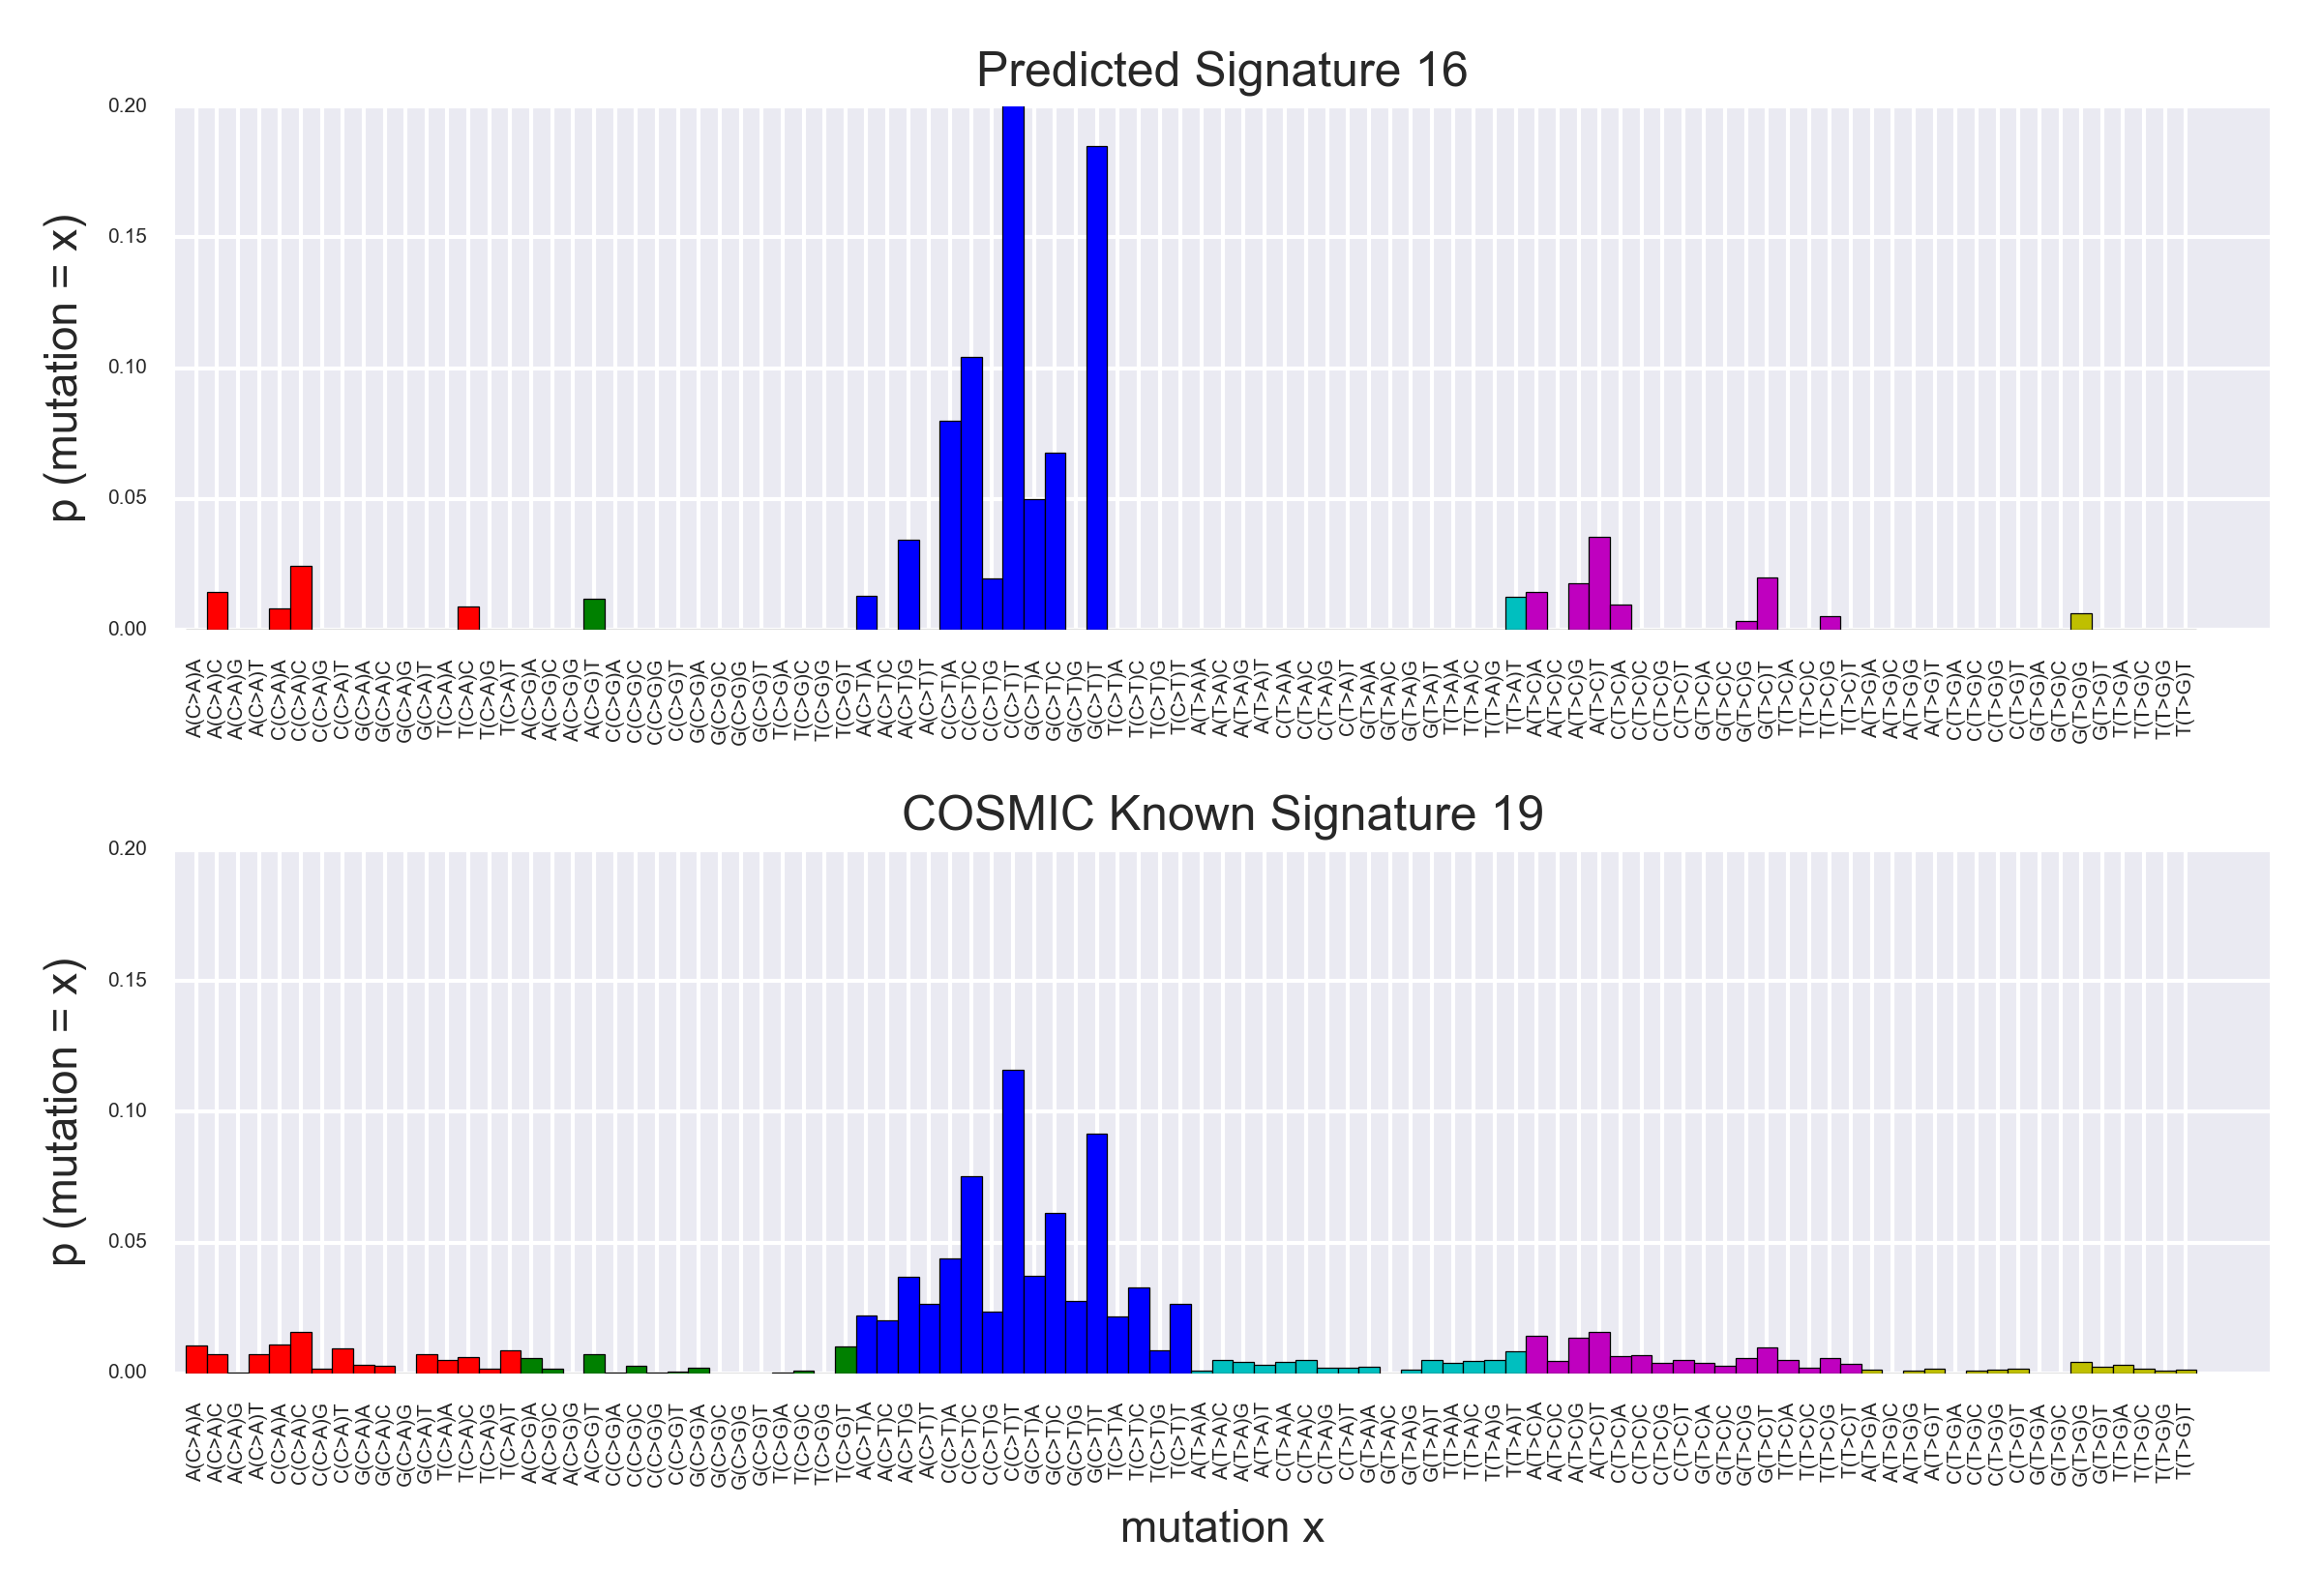 Predicted Signature 16
0.20
0.15
0.10
0.05
0.00
p (mutation = x)
A(C>A)A A(C>A)C A(C>A)G A(C>A)T C(C>A)A C(C>A)C C(C>A)G C(C>A)T G(C>A)A G(C>A)C G(C>A)G G(C>A)T T(C>A)A T(C>A)C T(C>A)G T(C>A)T A(C>G)A A(C>G)C A(C>G)G A(C>G)T C(C>G)A C(C>G)C C(C>G)G C(C>G)T G(C>G)A G(C>G)C G(C>G)G G(C>G)T T(C>G)A T(C>G)C T(C>G)G T(C>G)T A(C>T)A A(C>T)C A(C>T)G A(C>T)T C(C>T)A C(C>T)C C(C>T)G C(C>T)T G(C>T)A G(C>T)C G(C>T)G G(C>T)T T(C>T)A T(C>T)C T(C>T)G T(C>T)T A(T>A)A A(T>A)C A(T>A)G A(T>A)T C(T>A)A C(T>A)C C(T>A)G C(T>A)T G(T>A)A G(T>A)C G(T>A)G G(T>A)T T(T>A)A T(T>A)C T(T>A)G T(T>A)T A(T>C)A A(T>C)C A(T>C)G A(T>C)T C(T>C)A C(T>C)C C(T>C)G C(T>C)T G(T>C)A G(T>C)C G(T>C)G G(T>C)T T(T>C)A T(T>C)C T(T>C)G T(T>C)T A(T>G)A A(T>G)C A(T>G)G A(T>G)T C(T>G)A C(T>G)C C(T>G)G C(T>G)T G(T>G)A G(T>G)C G(T>G)G G(T>G)T T(T>G)A T(T>G)C T(T>G)G T(T>G)T
COSMIC Known Signature 19
0.20
0.15
0.10
0.05
0.00
p (mutation = x)
A(C>A)A A(C>A)C A(C>A)G A(C>A)T C(C>A)A C(C>A)C C(C>A)G C(C>A)T G(C>A)A G(C>A)C G(C>A)G G(C>A)T T(C>A)A T(C>A)C T(C>A)G T(C>A)T A(C>G)A A(C>G)C A(C>G)G A(C>G)T C(C>G)A C(C>G)C C(C>G)G C(C>G)T G(C>G)A G(C>G)C G(C>G)G G(C>G)T T(C>G)A T(C>G)C T(C>G)G T(C>G)T A(C>T)A A(C>T)C A(C>T)G A(C>T)T C(C>T)A C(C>T)C C(C>T)G C(C>T)T G(C>T)A G(C>T)C G(C>T)G G(C>T)T T(C>T)A T(C>T)C T(C>T)G T(C>T)T A(T>A)A A(T>A)C A(T>A)G A(T>A)T C(T>A)A C(T>A)C C(T>A)G C(T>A)T G(T>A)A G(T>A)C G(T>A)G G(T>A)T T(T>A)A T(T>A)C T(T>A)G T(T>A)T A(T>C)A A(T>C)C A(T>C)G A(T>C)T C(T>C)A C(T>C)C C(T>C)G C(T>C)T G(T>C)A G(T>C)C G(T>C)G G(T>C)T T(T>C)A T(T>C)C T(T>C)G T(T>C)T A(T>G)A A(T>G)C A(T>G)G A(T>G)T C(T>G)A C(T>G)C C(T>G)G C(T>G)T G(T>G)A G(T>G)C G(T>G)G G(T>G)T T(T>G)A T(T>G)C T(T>G)G T(T>G)T
mutation x